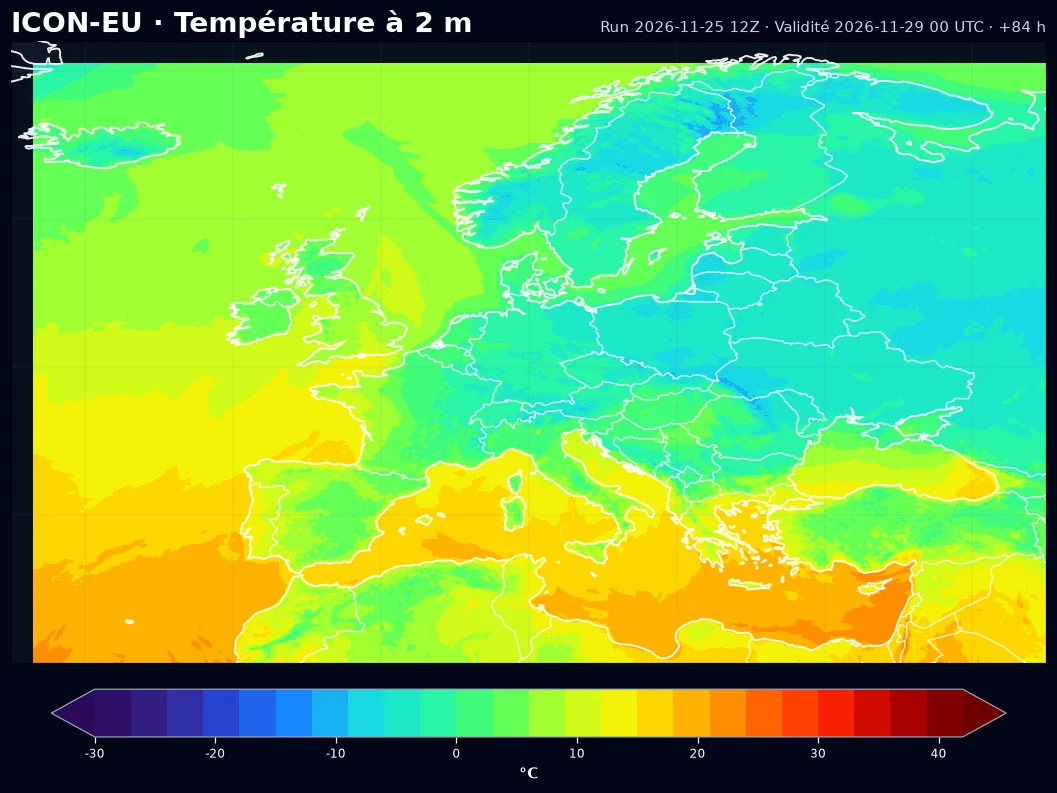 ICON-EU · Température à 2 m
Run 2026-11-25 12Z · Validité 2026-11-29 00 UTC · +84 h
-30 -20 -10 0 10 20 30 40
°C